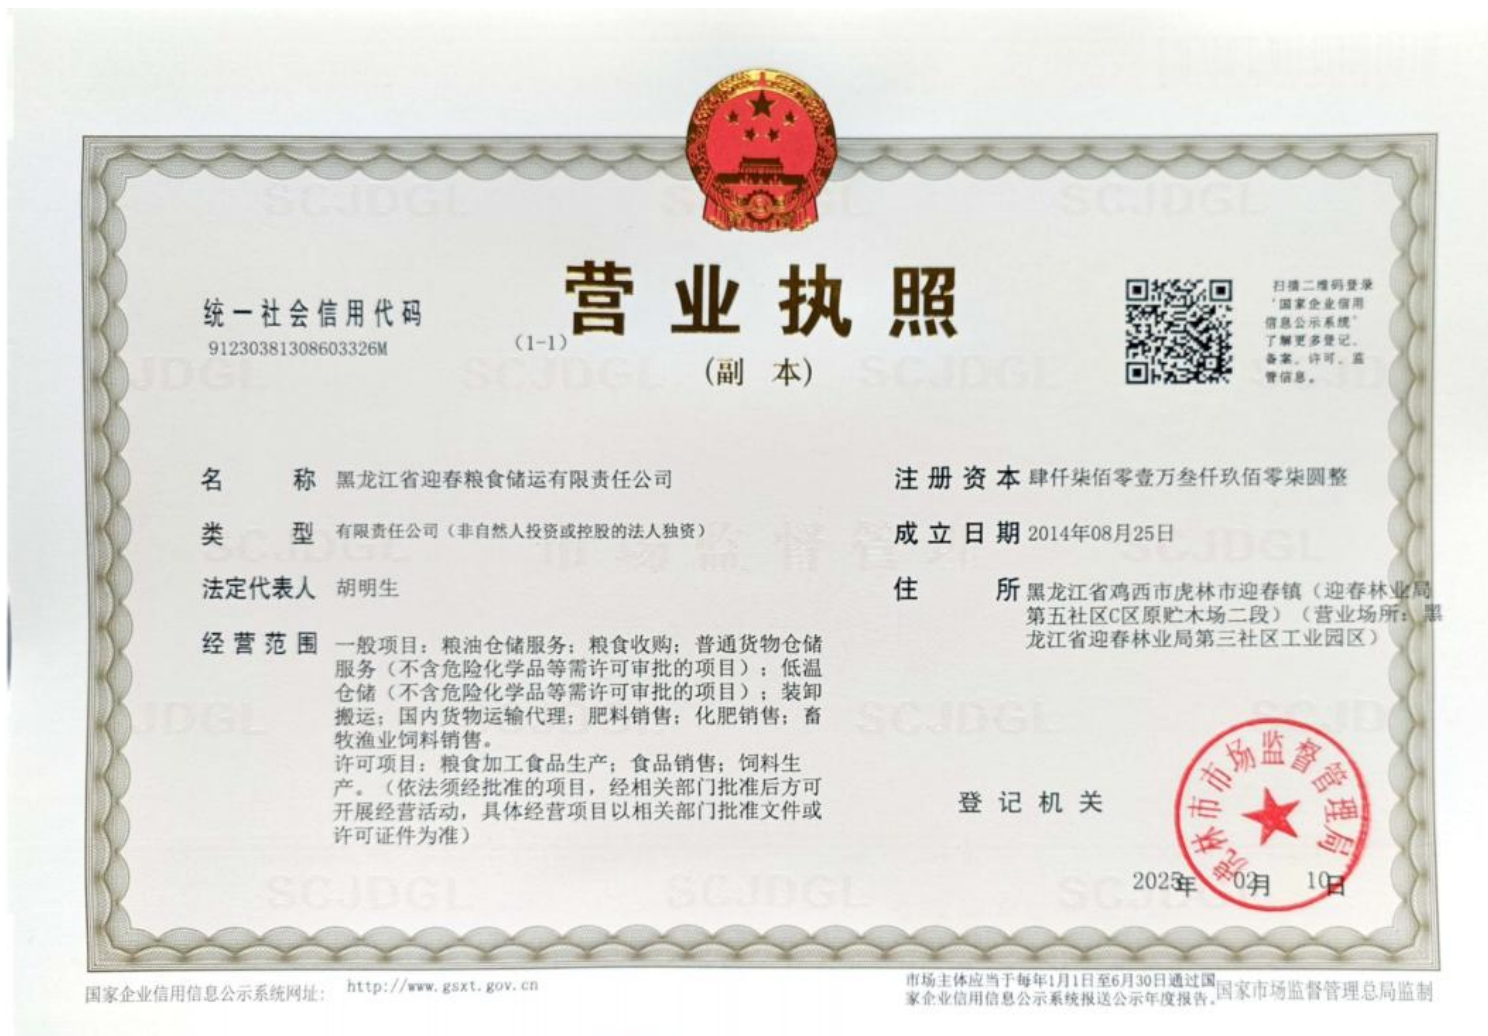 营业执照
(副 本)
(1-1)
统一社会信用代码
91230381308603326M
扫描二维码登录
'国家企业信用
信息公示系统'
了解更多登记、
备案、许可、监
管信息。
名 称 黑龙江省迎春粮食储运有限责任公司
类 型 有限责任公司（非自然人投资或控股的法人独资）
法定代表人 胡明生
经营范围 一般项目：粮油仓储服务；粮食收购；普通货物仓储
服务（不含危险化学品等需许可审批的项目）；低温
仓储（不含危险化学品等需许可审批的项目）；装卸
搬运；国内货物运输代理；肥料销售；化肥销售；畜
牧渔业饲料销售。
许可项目：粮食加工食品生产；食品销售；饲料生
产。（依法须经批准的项目，经相关部门批准后方可
开展经营活动，具体经营项目以相关部门批准文件或
许可证件为准）
注册资本 肆仟柒佰零壹万叁仟玖佰零柒圆整
成立日期 2014年08月25日
住 所 黑龙江省鸡西市虎林市迎春镇（迎春林业局
第五社区C区原贮木场二段）（营业场所：黑
龙江省迎春林业局第三社区工业园区）
登记机关
虎林市市场监督管理局
2025年 02月 10日
国家企业信用信息公示系统网址：
http://www.gsxt.gov.cn
市场主体应当于每年1月1日至6月30日通过国
家企业信用信息公示系统报送公示年度报告。
国家市场监督管理总局监制
SCJDGL
市场监督管理